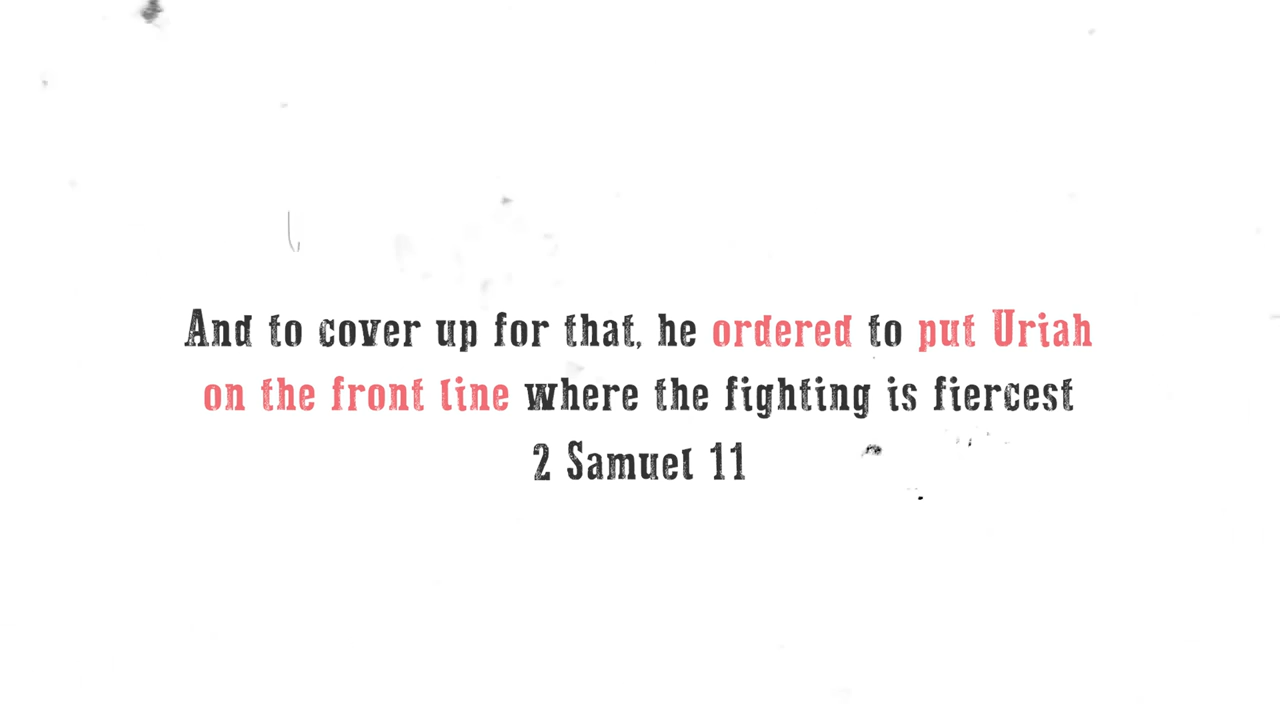 And to cover up for that, he ordered to put Uriah
on the front line where the fighting is fiercest
2 Samuel 11